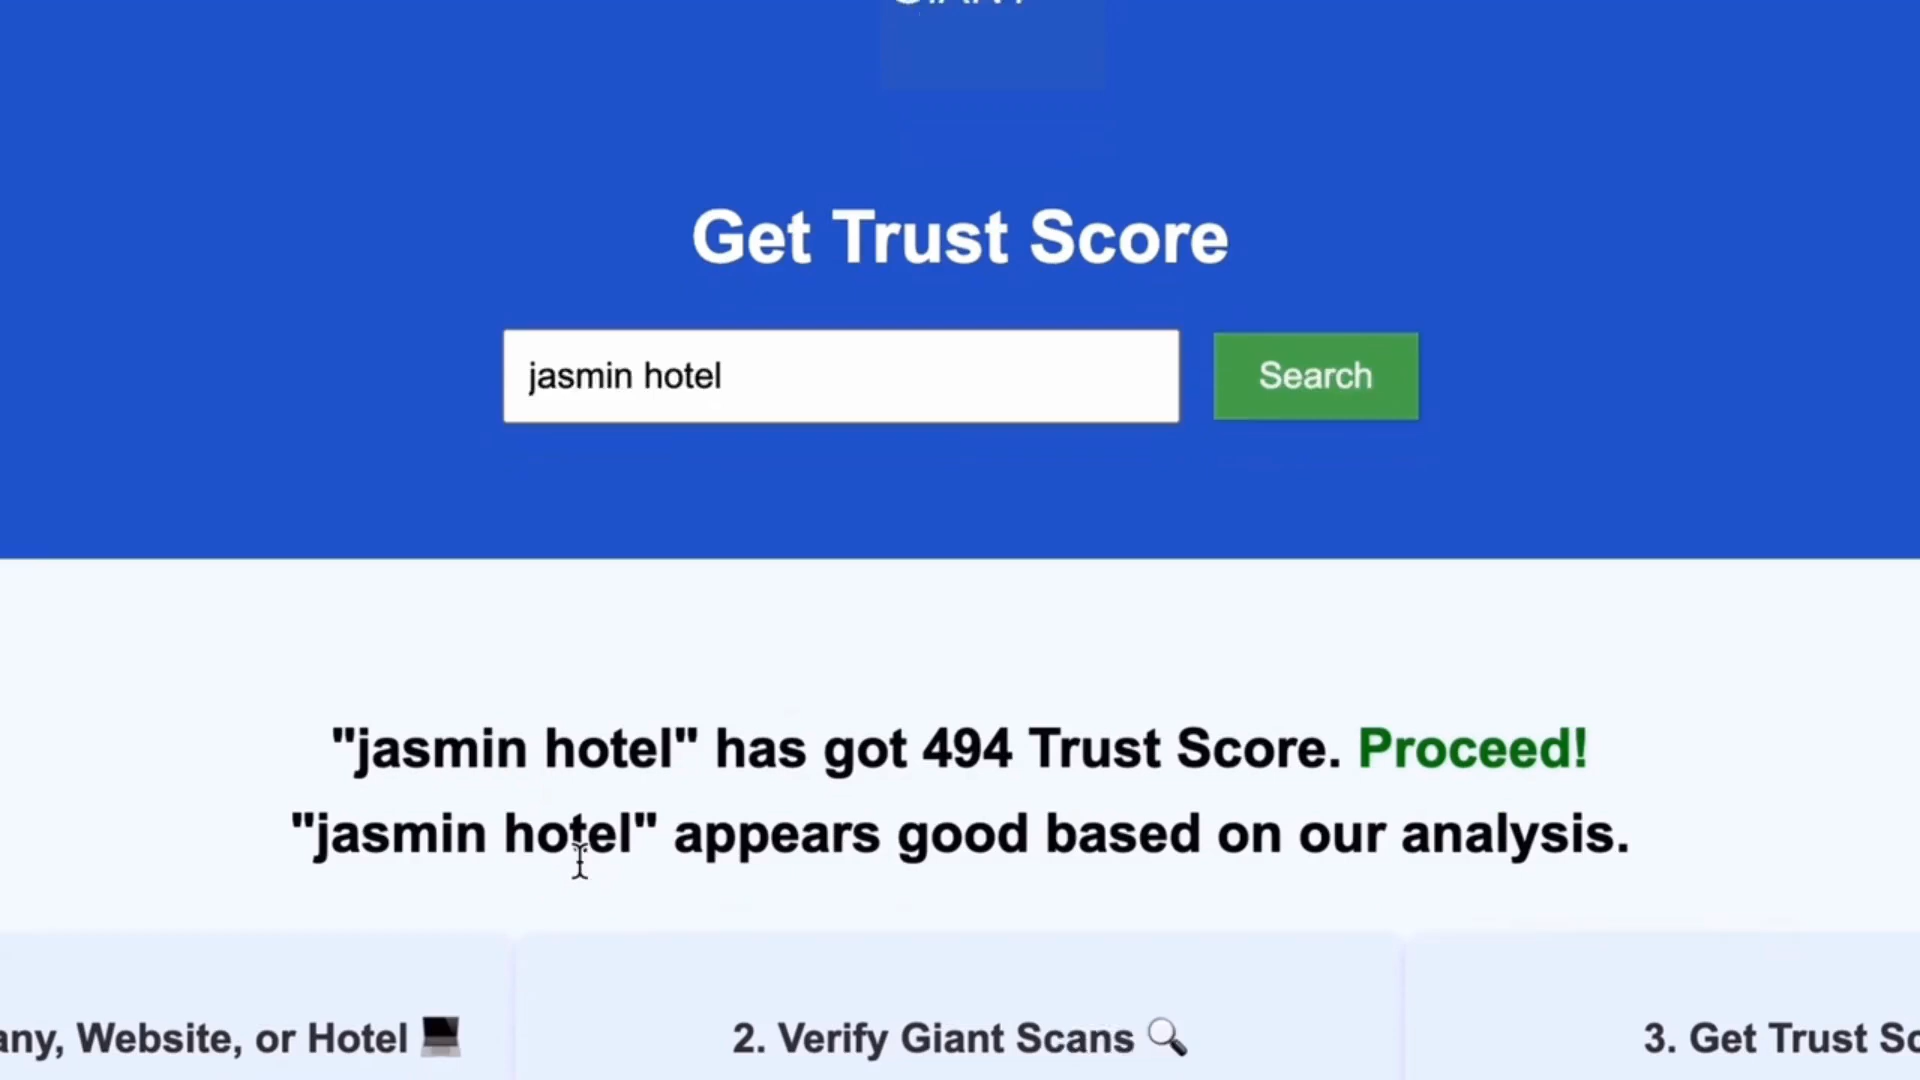 Get Trust Score
jasmin hotel
Search
"jasmin hotel" has got 494 Trust Score. Proceed!
"jasmin hotel" appears good based on our analysis.
any, Website, or Hotel
2. Verify Giant Scans
3. Get Trust Sc